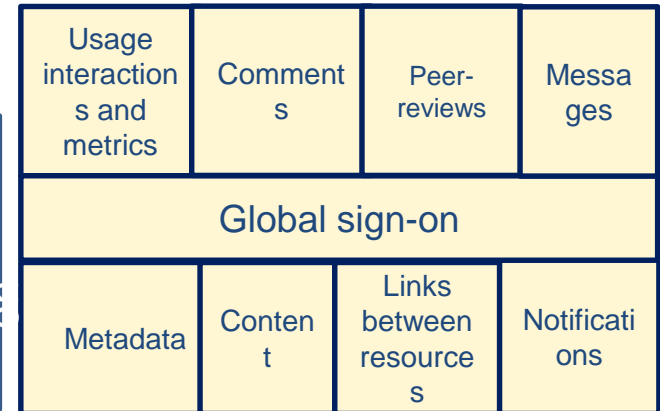 Usage
interaction
s and
metrics
Comment
s
Peer-
reviews
Messa
ges
Global sign-on
Metadata
Conten
t
Links
between
resource
s
Notificati
ons